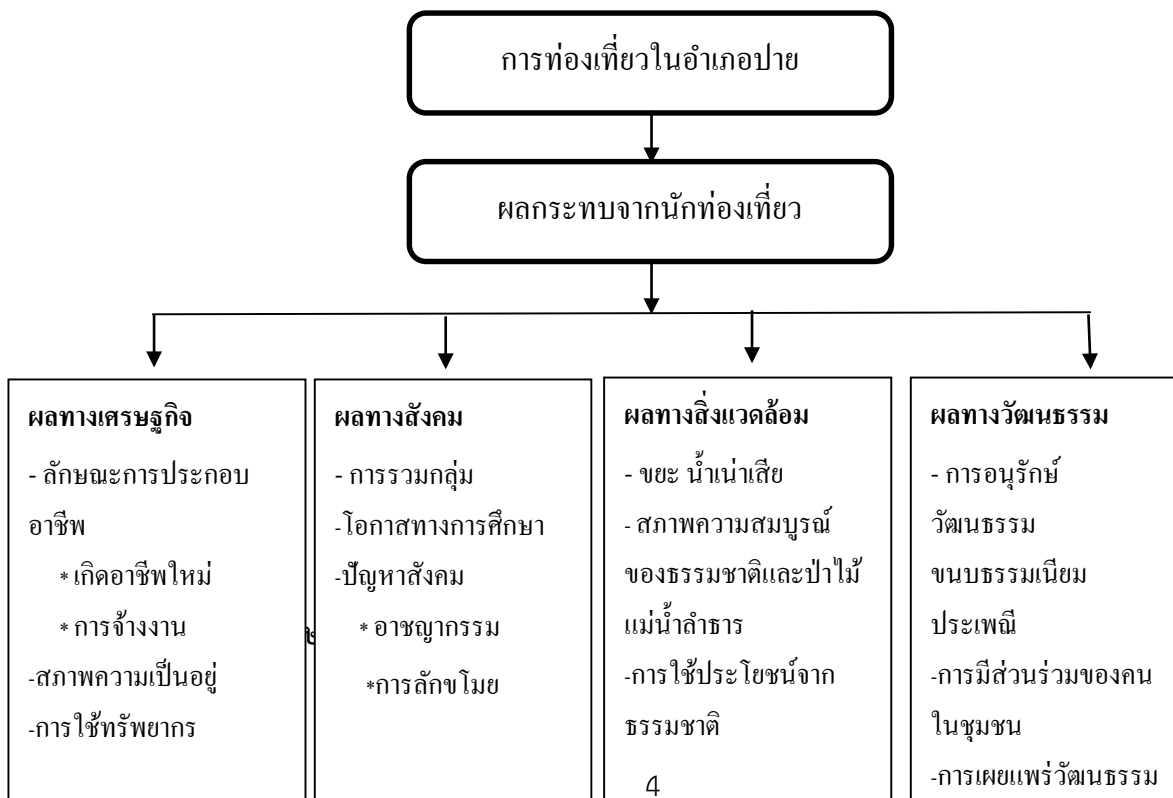 การท่องเที่ยวในอำเภอปาย
ผลกระทบจากนักท่องเที่ยว
ผลทางเศรษฐกิจ
- ลักษณะการประกอบ
อาชีพ
* เกิดอาชีพใหม่
* การจ้างงาน
-สภาพความเป็นอยู่
-การใช้ทรัพยากร
ผลทางสังคม
- การรวมกลุ่ม
-โอกาสทางการศึกษา
-ปัญหาสังคม
* อาชญากรรม
*การลักขโมย
ผลทางสิ่งแวดล้อม
- ขยะ น้ำเน่าเสีย
- สภาพความสมบูรณ์
ของธรรมชาติและป่าไม้
แม่น้ำลำธาร
-การใช้ประโยชน์จาก
ธรรมชาติ
4
ผลทางวัฒนธรรม
- การอนุรักษ์
วัฒนธรรม
ขนบธรรมเนียม
ประเพณี
-การมีส่วนร่วมของคน
ในชุมชน
-การเผยแพร่วัฒนธรรม